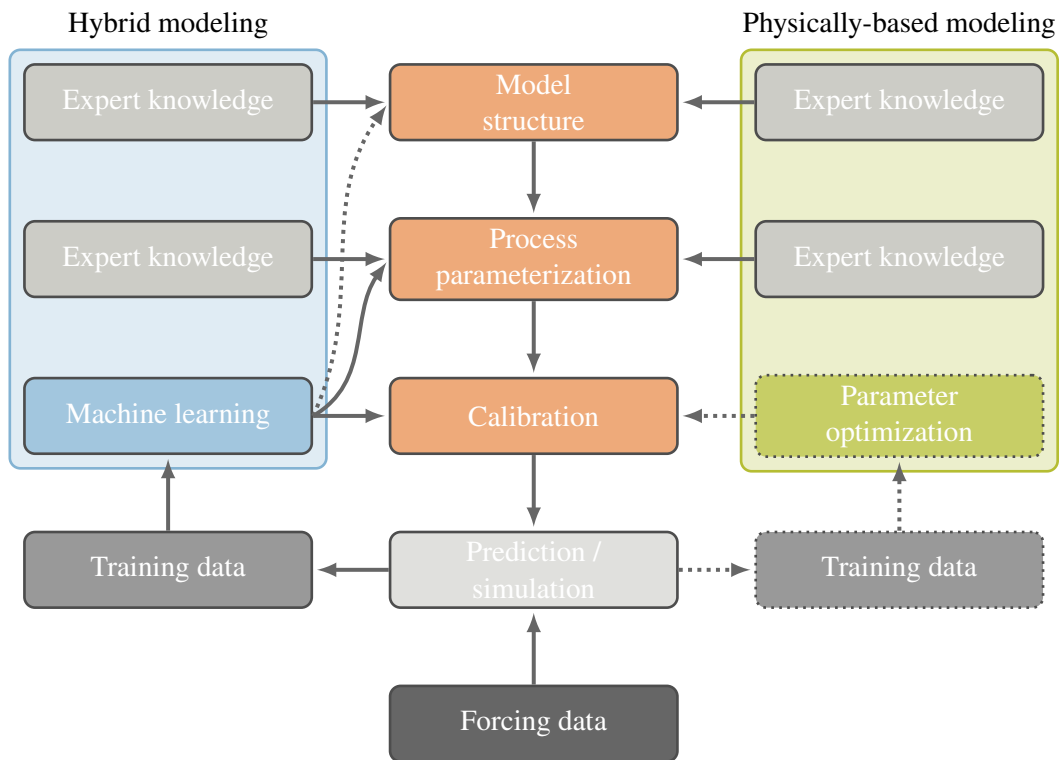 Hybrid modeling
Physically-based modeling
Expert knowledge
Model
structure
Expert knowledge
Expert knowledge
Process
parameterization
Expert knowledge
Machine learning
Calibration
Parameter
optimization
Training data
Prediction /
simulation
Training data
Forcing data